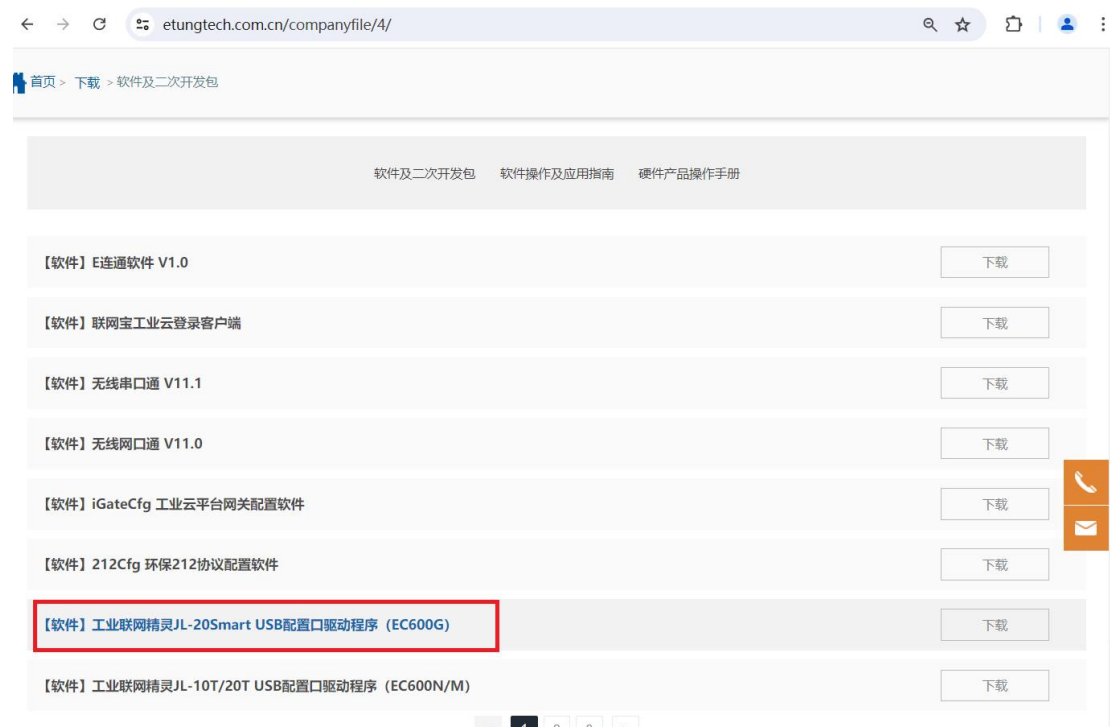 etungtech.com.cn/companyfile/4/
首页 > 下载 > 软件及二次开发包
软件及二次开发包 软件操作及应用指南 硬件产品操作手册
【软件】E连通软件 V1.0 下载
【软件】联网宝工业云登录客户端 下载
【软件】无线串口通 V11.1 下载
【软件】无线网口通 V11.0 下载
【软件】iGateCfg 工业云平台网关配置软件 下载
【软件】212Cfg 环保212协议配置软件 下载
【软件】工业联网精灵JL-20Smart USB配置口驱动程序（EC600G） 下载
【软件】工业联网精灵JL-10T/20T USB配置口驱动程序（EC600N/M） 下载